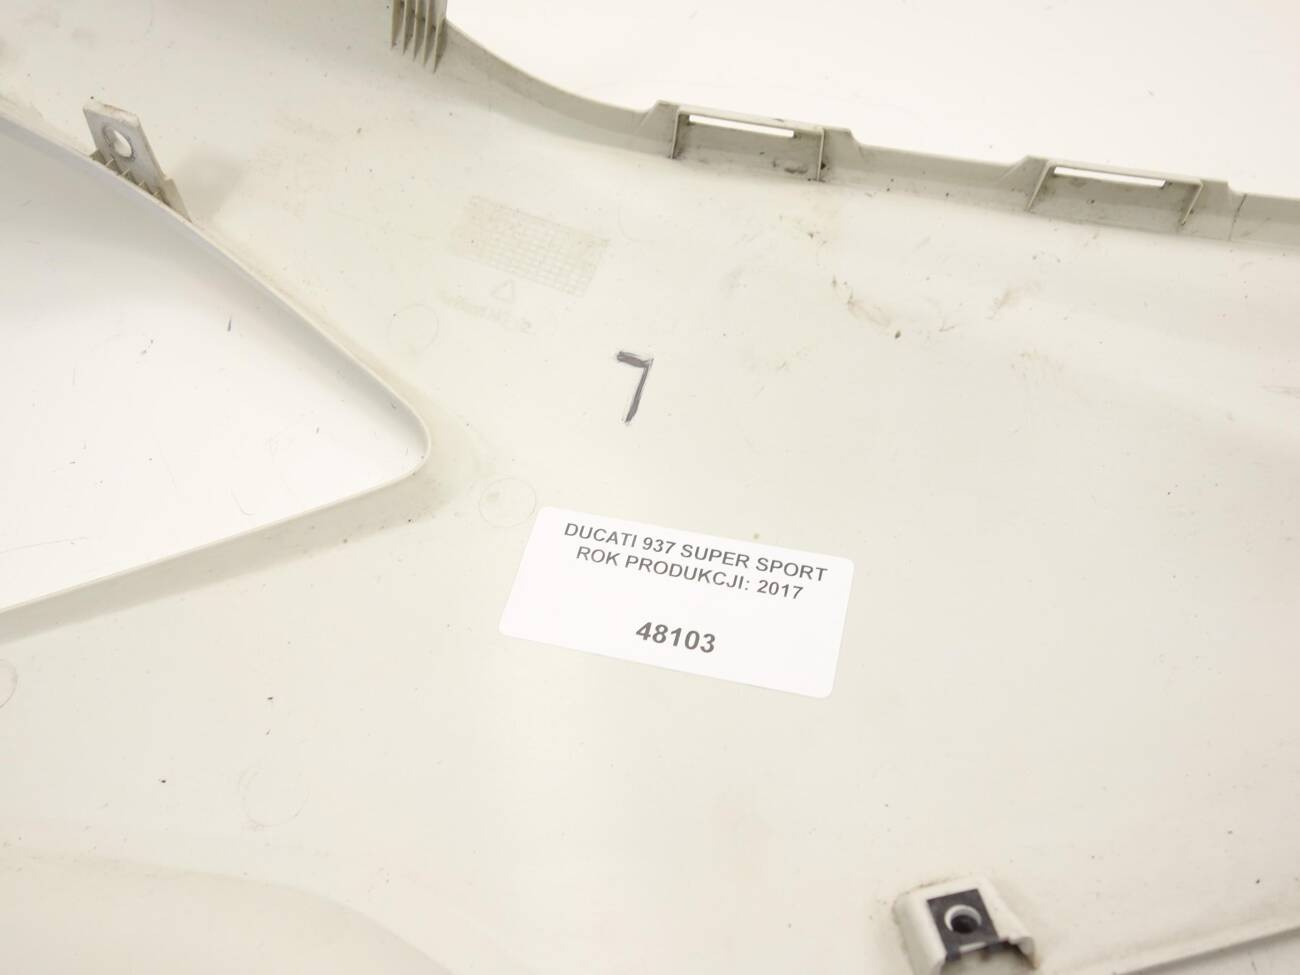 7
DUCATI 937 SUPER SPORT
ROK PRODUKCJI: 2017
48103